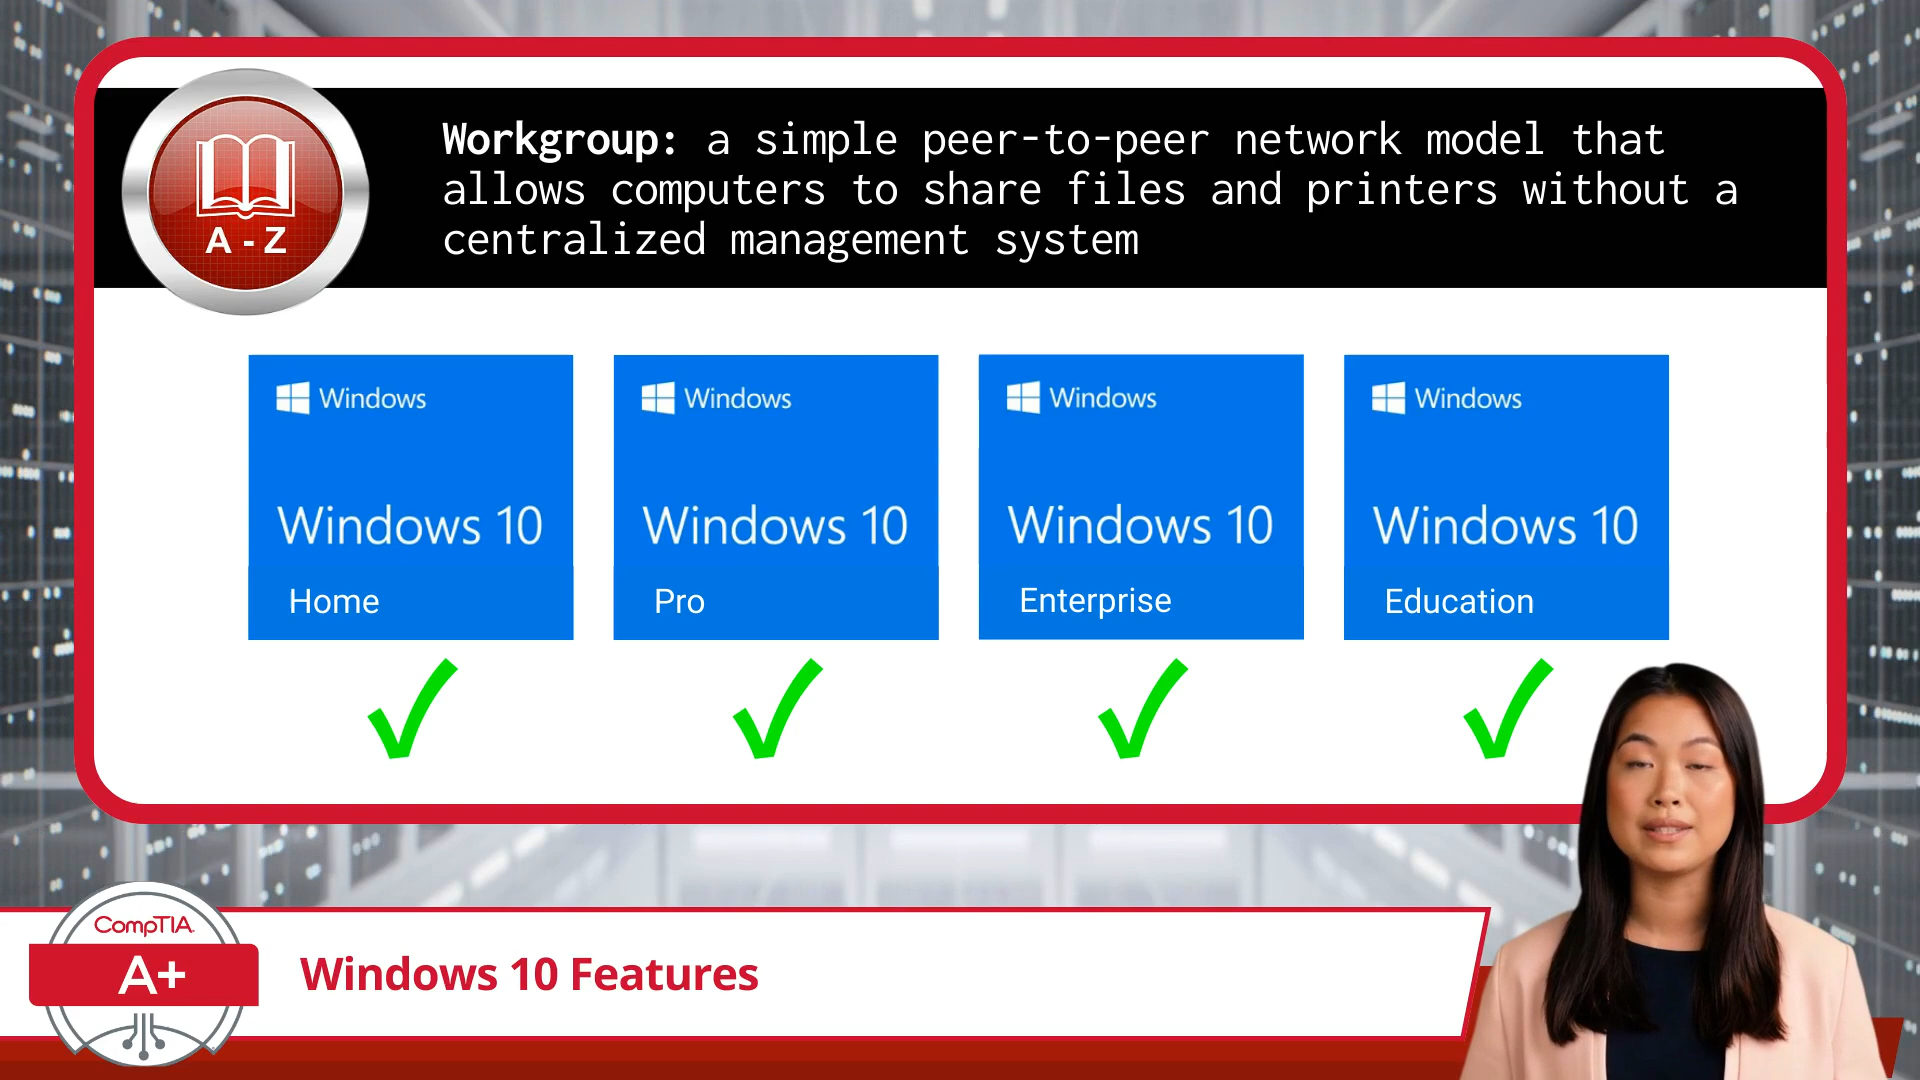 Workgroup: a simple peer-to-peer network model that
allows computers to share files and printers without a
centralized management system
A - Z
Windows
Windows 10
Home
Windows
Windows 10
Pro
Windows
Windows 10
Enterprise
Windows
Windows 10
Education
CompTIA.
A+
Windows 10 Features